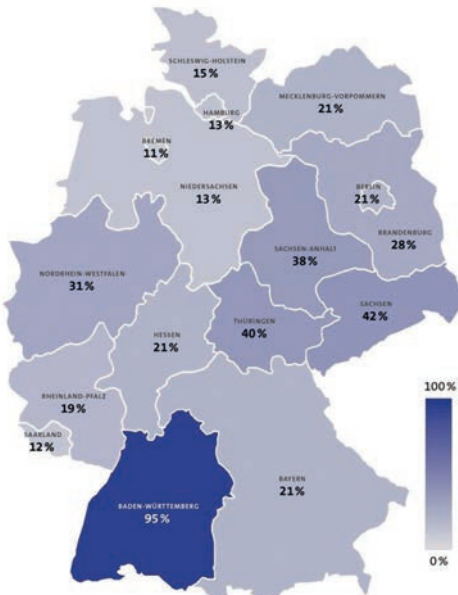 SCHLESWIG-HOLSTEIN
15 %
MECKLENBURG-VORPOMMERN
21 %
HAMBURG
13 %
BREMEN
11 %
NIEDERSACHSEN
13 %
BERLIN
21 %
BRANDENBURG
28 %
SACHSEN-ANHALT
38 %
NORDRHEIN-WESTFALEN
31 %
SACHSEN
42 %
THÜRINGEN
40 %
HESSEN
21 %
RHEINLAND-PFALZ
19 %
SAARLAND
12 %
100 %
BAYERN
21 %
BADEN-WÜRTTEMBERG
95 %
0 %